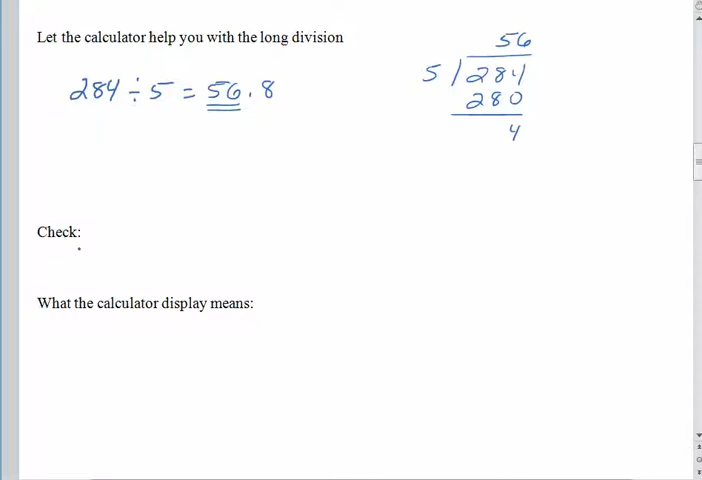 Let the calculator help you with the long division
284 ÷ 5 = 56.8
56
5 / 284
280
4
Check:
What the calculator display means: